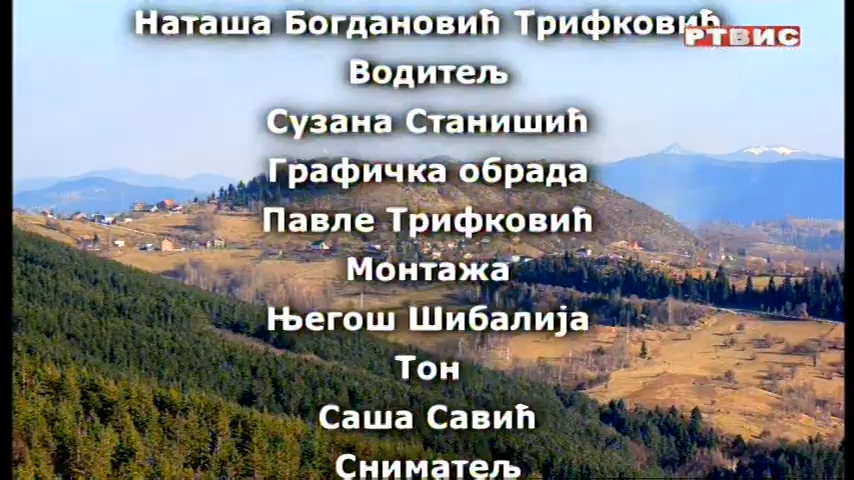 Наташа Богдановић Трифковић
РТВИС
Водитељ
Сузана Станишић
Графичка обрада
Павле Трифковић
Монтажа
Његош Шибалија
Тон
Саша Савић
Сниматељ